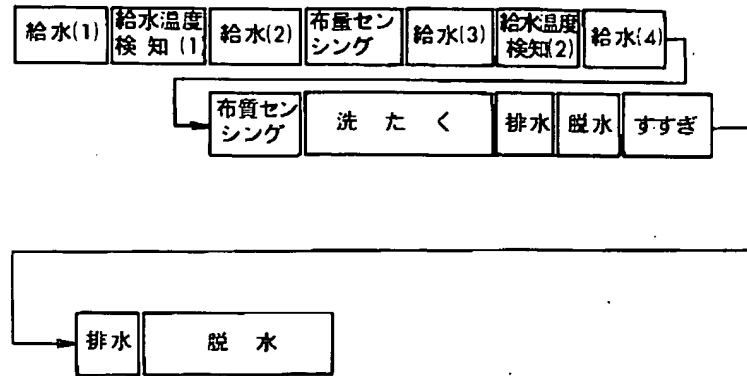 給水(1)
給水温度
検知(1)
給水(2)
布量セン
シング
給水(3)
給水温度
検知(2)
給水(4)
布質セン
シング
洗たく
排水
脱水
すすぎ
排水
脱水